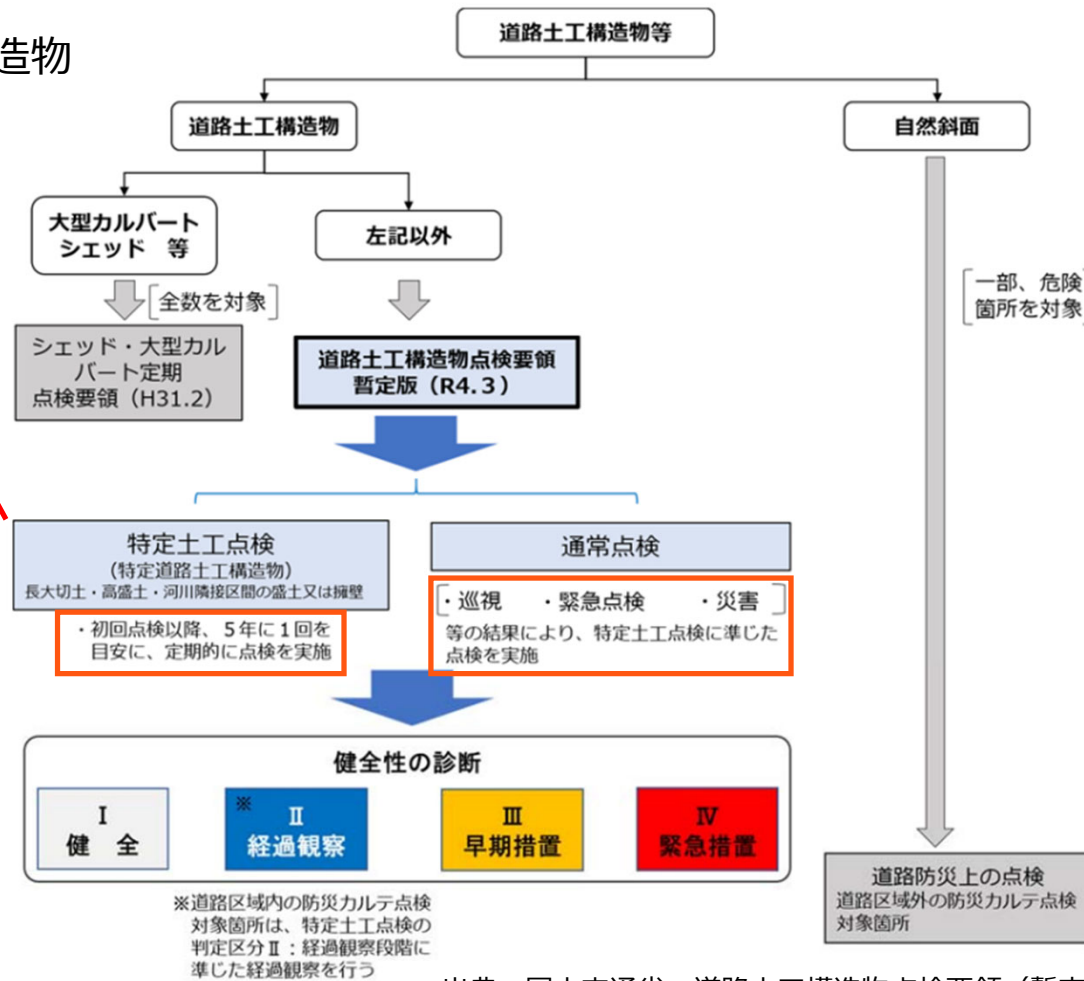 造物
道路土工構造物等
道路土工構造物
自然斜面
大型カルバート
シェッド 等
左記以外
全数を対象
一部、危険
箇所を対象
シェッド・大型カル
バート定期
点検要領（H31.2）
道路土工構造物点検要領
暫定版（R4.3）
特定土工点検
(特定道路土工構造物)
長大切土・高盛土・河川隣接区間の盛土又は擁壁
・初回点検以降、５年に１回を
目安に、定期的に点検を実施
通常点検
・巡視 ・緊急点検 ・災害
等の結果により、特定土工点検に準じた
点検を実施
健全性の診断
Ⅰ
健 全
※ Ⅱ
経過観察
Ⅲ
早期措置
Ⅳ
緊急措置
※道路区域内の防災カルテ点検
対象箇所は、特定土工点検の
判定区分Ⅱ：経過観察段階に
準じた経過観察を行う
道路防災上の点検
道路区域外の防災カルテ点検
対象箇所